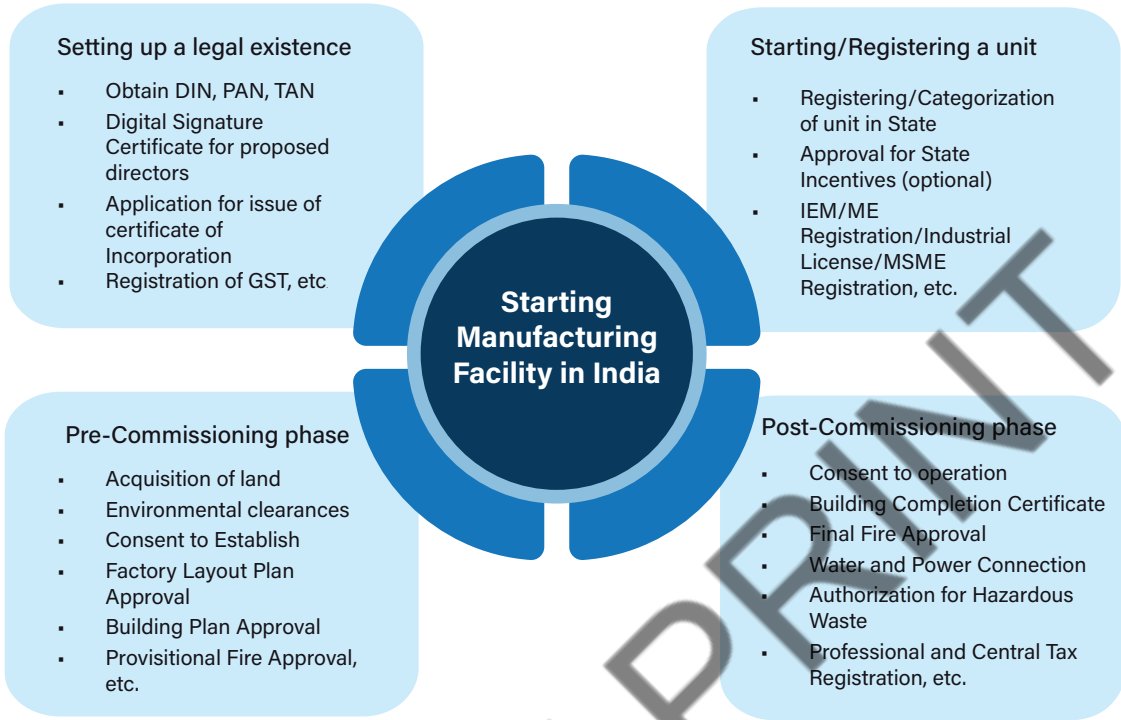 Setting up a legal existence
▪ Obtain DIN, PAN, TAN
▪ Digital Signature
Certificate for proposed
directors
▪ Application for issue of
certificate of
Incorporation
▪ Registration of GST, etc.
Starting/Registering a unit
▪ Registering/Categorization
of unit in State
▪ Approval for State
Incentives (optional)
▪ IEM/ME
Registration/Industrial
License/MSME
Registration, etc.
Starting
Manufacturing
Facility in India
Pre-Commissioning phase
▪ Acquisition of land
▪ Environmental clearances
▪ Consent to Establish
▪ Factory Layout Plan
Approval
▪ Building Plan Approval
▪ Provisitional Fire Approval,
etc.
Post-Commissioning phase
▪ Consent to operation
▪ Building Completion Certificate
▪ Final Fire Approval
▪ Water and Power Connection
▪ Authorization for Hazardous
Waste
▪ Professional and Central Tax
Registration, etc.
PRINT